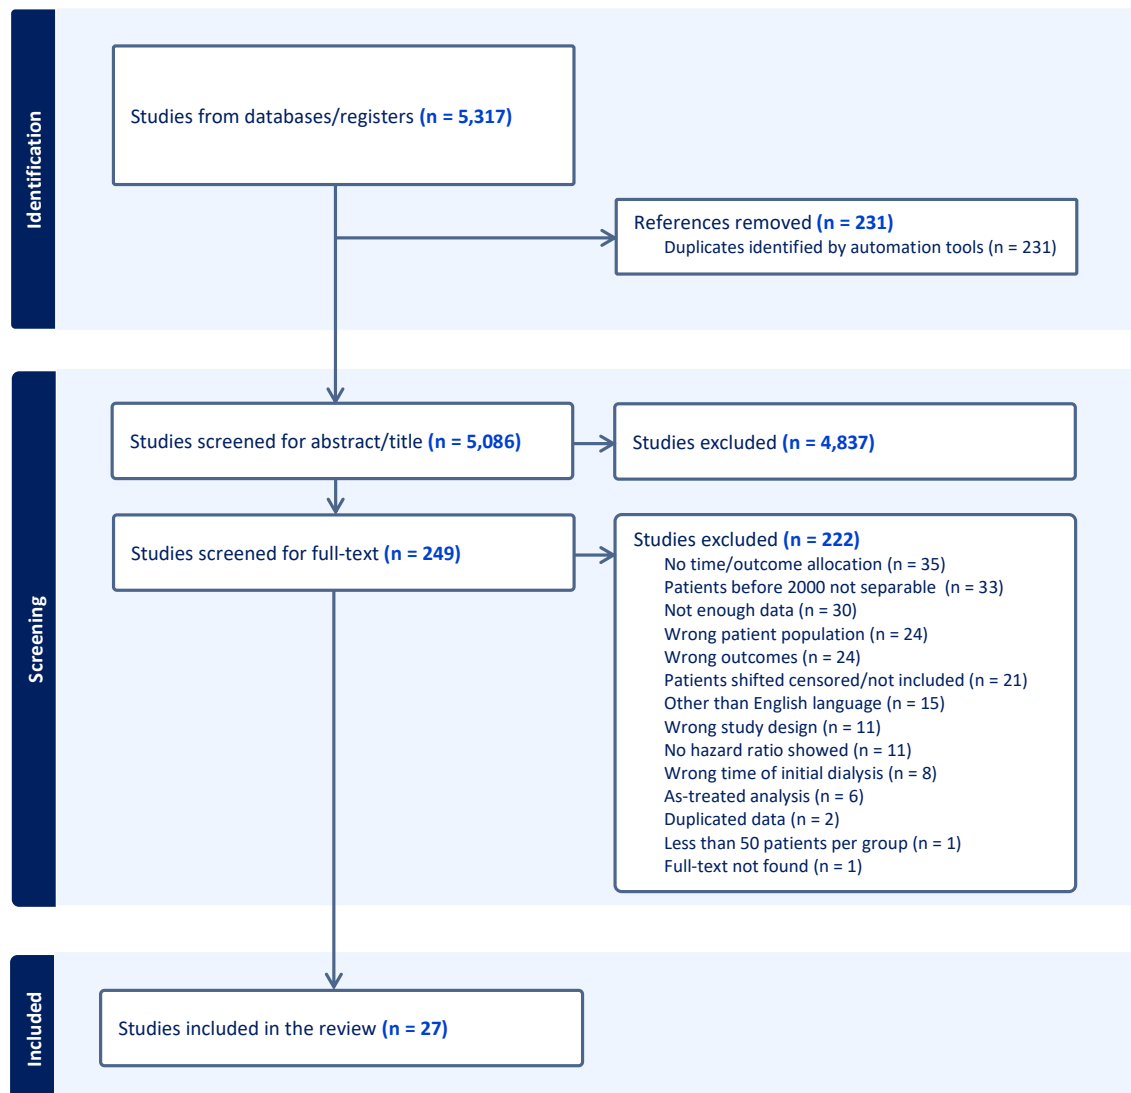 Identification
Studies from databases/registers (n = 5,317)
References removed (n = 231)
Duplicates identified by automation tools (n = 231)
Screening
Studies screened for abstract/title (n = 5,086)
Studies excluded (n = 4,837)
Studies screened for full-text (n = 249)
Studies excluded (n = 222)
No time/outcome allocation (n = 35)
Patients before 2000 not separable (n = 33)
Not enough data (n = 30)
Wrong patient population (n = 24)
Wrong outcomes (n = 24)
Patients shifted censored/not included (n = 21)
Other than English language (n = 15)
Wrong study design (n = 11)
No hazard ratio showed (n = 11)
Wrong time of initial dialysis (n = 8)
As-treated analysis (n = 6)
Duplicated data (n = 2)
Less than 50 patients per group (n = 1)
Full-text not found (n = 1)
Included
Studies included in the review (n = 27)